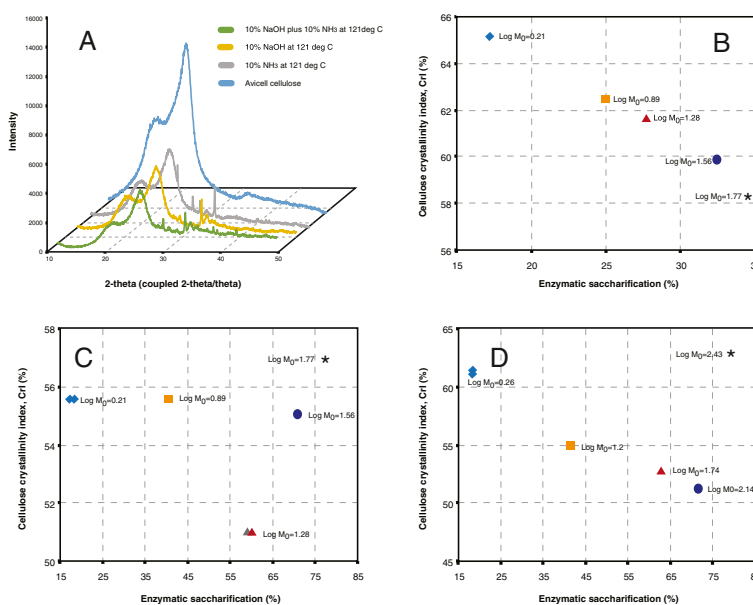 A
10% NaOH plus 10% NH₃ at 121deg C
10% NaOH at 121 deg C
10% NH₃ at 121 deg C
Avicell cellulose
Intensity
16000
14000
12000
10000
8000
6000
4000
2000
0
10 20 30 40 50
2-theta (coupled 2-theta/theta)
B
Cellulose crystallinity index, CrI (%)
66
64
62
60
58
56
Log M₀=0.21
Log M₀=0.89
Log M₀=1.28
Log M₀=1.56
Log M₀=1.77
15 20 25 30
Enzymatic saccharification (%)
C
Cellulose crystallinity index, CrI (%)
58
56
54
52
50
Log M₀=1.77
Log M₀=0.21
Log M₀=0.89
Log M₀=1.56
Log M₀=1.28
15 25 35 45 55 65 75 85
Enzymatic saccharification (%)
D
Cellulose crystallinity index, CrI (%)
65
60
55
50
45
Log M₀=2.43
Log M₀=0.26
Log M₀=1.2
Log M₀=1.74
Log M0=2.14
15 25 35 45 55 65 75
Enzymatic saccharification (%)